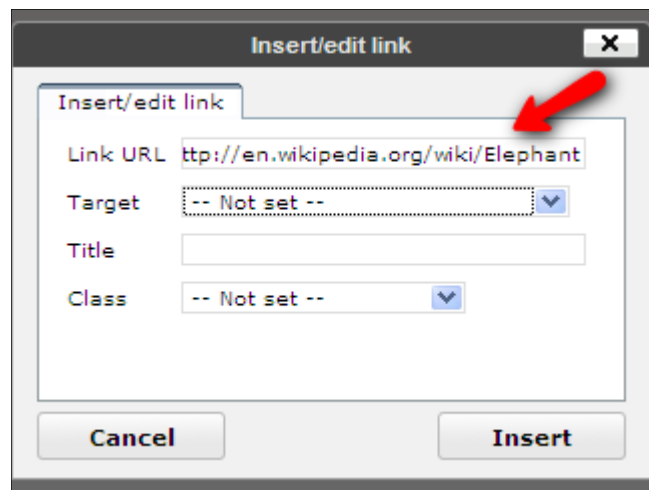 Insert/edit link
Insert/edit link
Link URL ttp://en.wikipedia.org/wiki/Elephant
Target -- Not set --
Title
Class -- Not set --
Cancel Insert